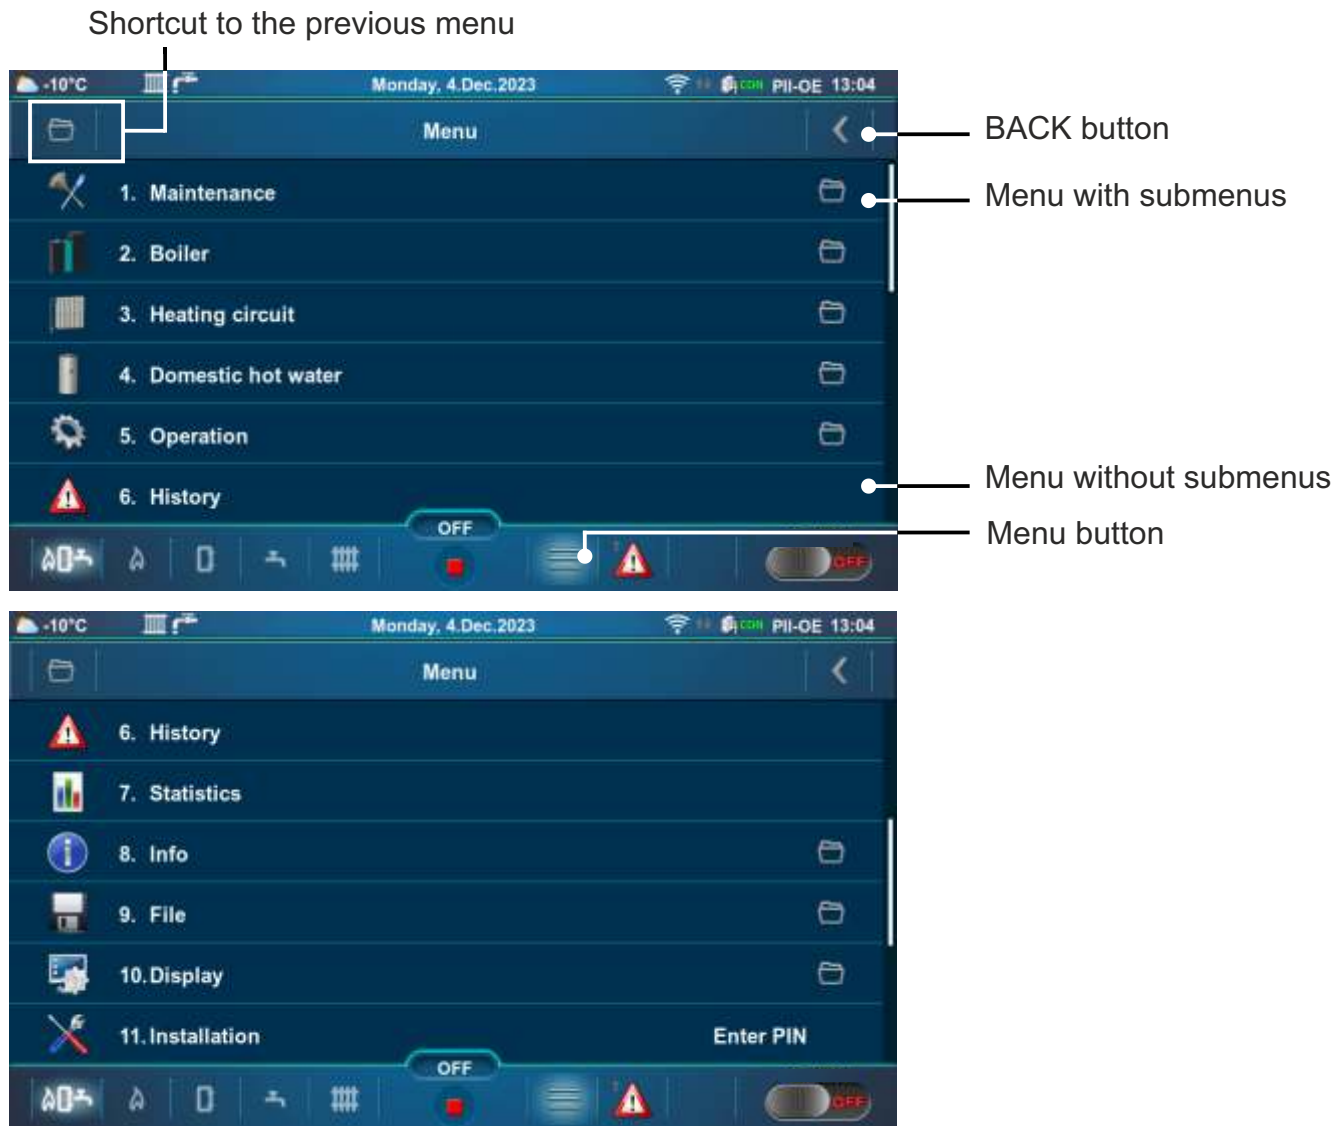 Shortcut to the previous menu
-10°C Monday, 4.Dec.2023 CON PII-OE 13:04
Menu
BACK button
1. Maintenance
Menu with submenus
2. Boiler
3. Heating circuit
4. Domestic hot water
5. Operation
6. History
Menu without submenus
OFF
Menu button
OFF
-10°C Monday, 4.Dec.2023 CON PII-OE 13:04
Menu
6. History
7. Statistics
8. Info
9. File
10. Display
11. Installation Enter PIN
OFF
OFF